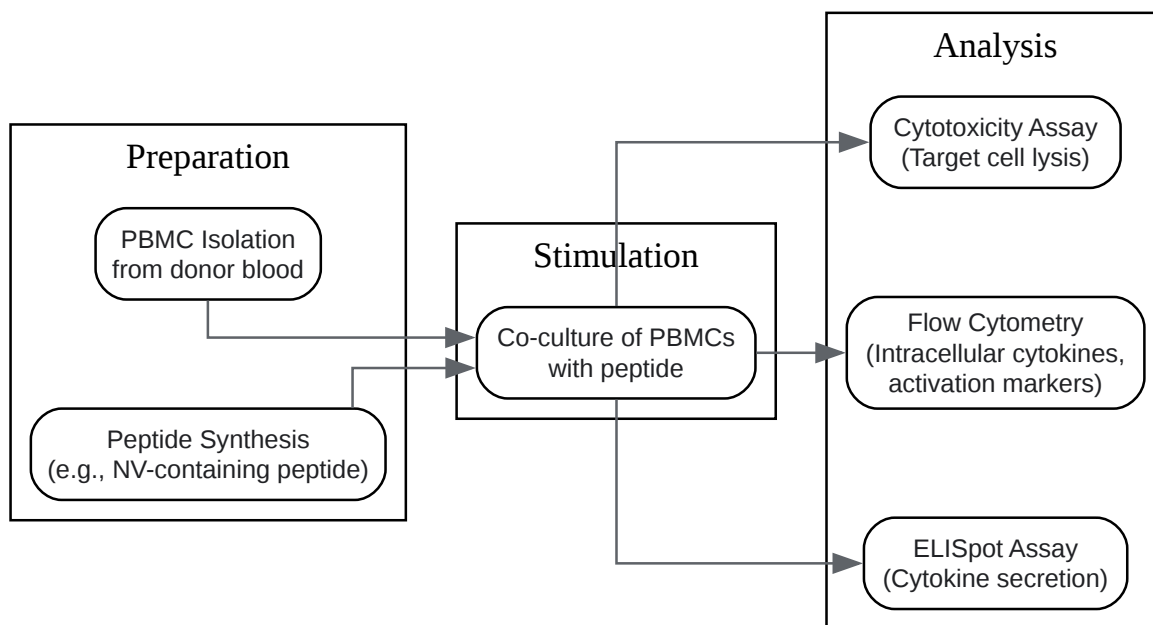 Preparation
PBMC Isolation
from donor blood
Peptide Synthesis
(e.g., NV-containing peptide)
Stimulation
Co-culture of PBMCs
with peptide
Analysis
Cytotoxicity Assay
(Target cell lysis)
Flow Cytometry
(Intracellular cytokines,
activation markers)
ELISpot Assay
(Cytokine secretion)